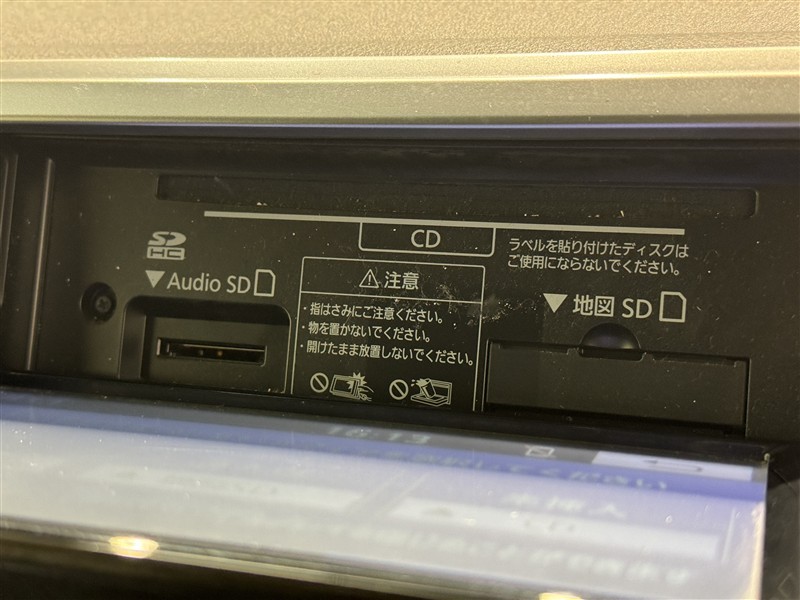 CD
ラベルを貼り付けたディスクは
ご使用にならないでください。
SD
HC
▼Audio SD
⚠注意
・指はさみにご注意ください。
・物を置かないでください。
・開けたまま放置しないでください。
▼地図 SD
18:13